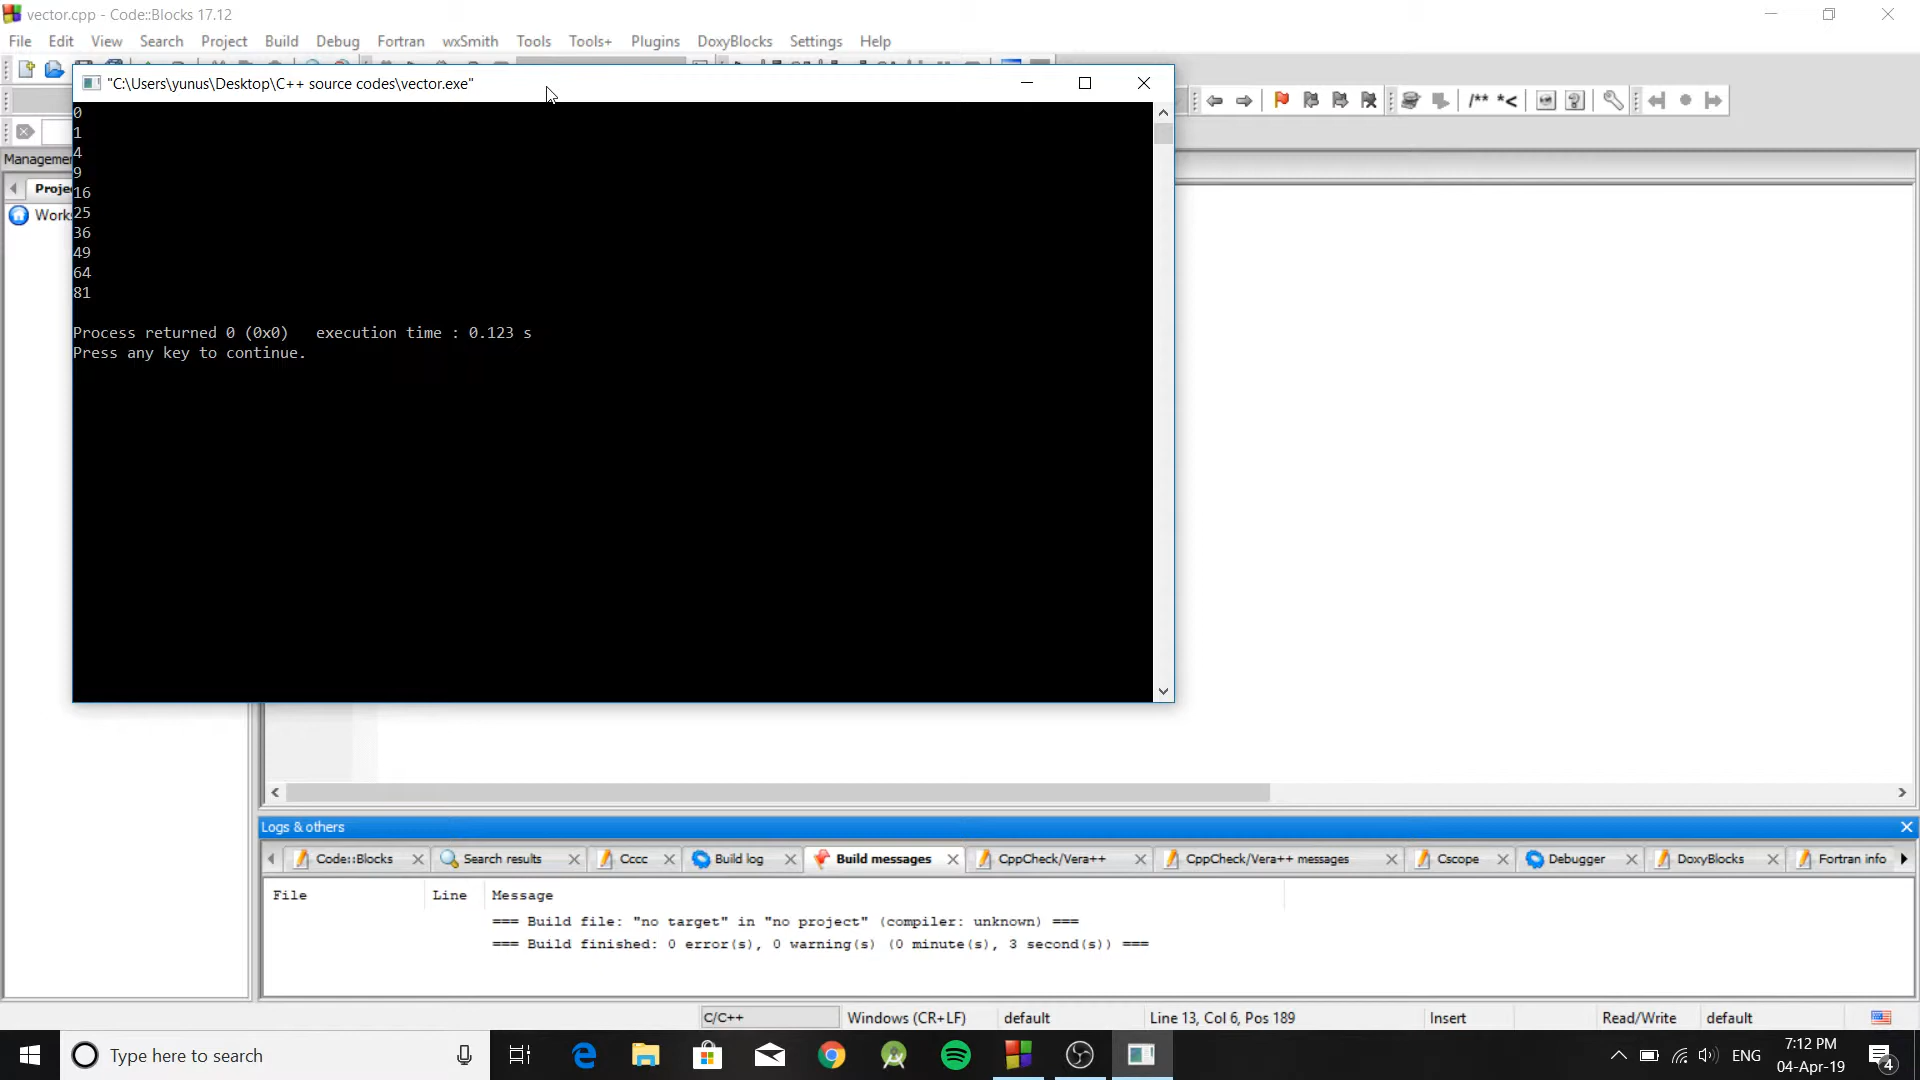 vector.cpp - Code::Blocks 17.12
File Edit View Search Project Build Debug Fortran wxSmith Tools Tools+ Plugins DoxyBlocks Settings Help
"C:\Users\yunus\Desktop\C++ source codes\vector.exe"
/** *<
0
1
4
9
16
25
36
49
64
81
Process returned 0 (0x0) execution time : 0.123 s
Press any key to continue.
Logs & others
Code::Blocks Search results Cccc Build log Build messages CppCheck/Vera++ CppCheck/Vera++ messages Cscope Debugger DoxyBlocks Fortran info
File Line Message
=== Build file: "no target" in "no project" (compiler: unknown) ===
=== Build finished: 0 error(s), 0 warning(s) (0 minute(s), 3 second(s)) ===
C/C++ Windows (CR+LF) default Line 13, Col 6, Pos 189 Insert Read/Write default
Type here to search
ENG
7:12 PM
04-Apr-19
4